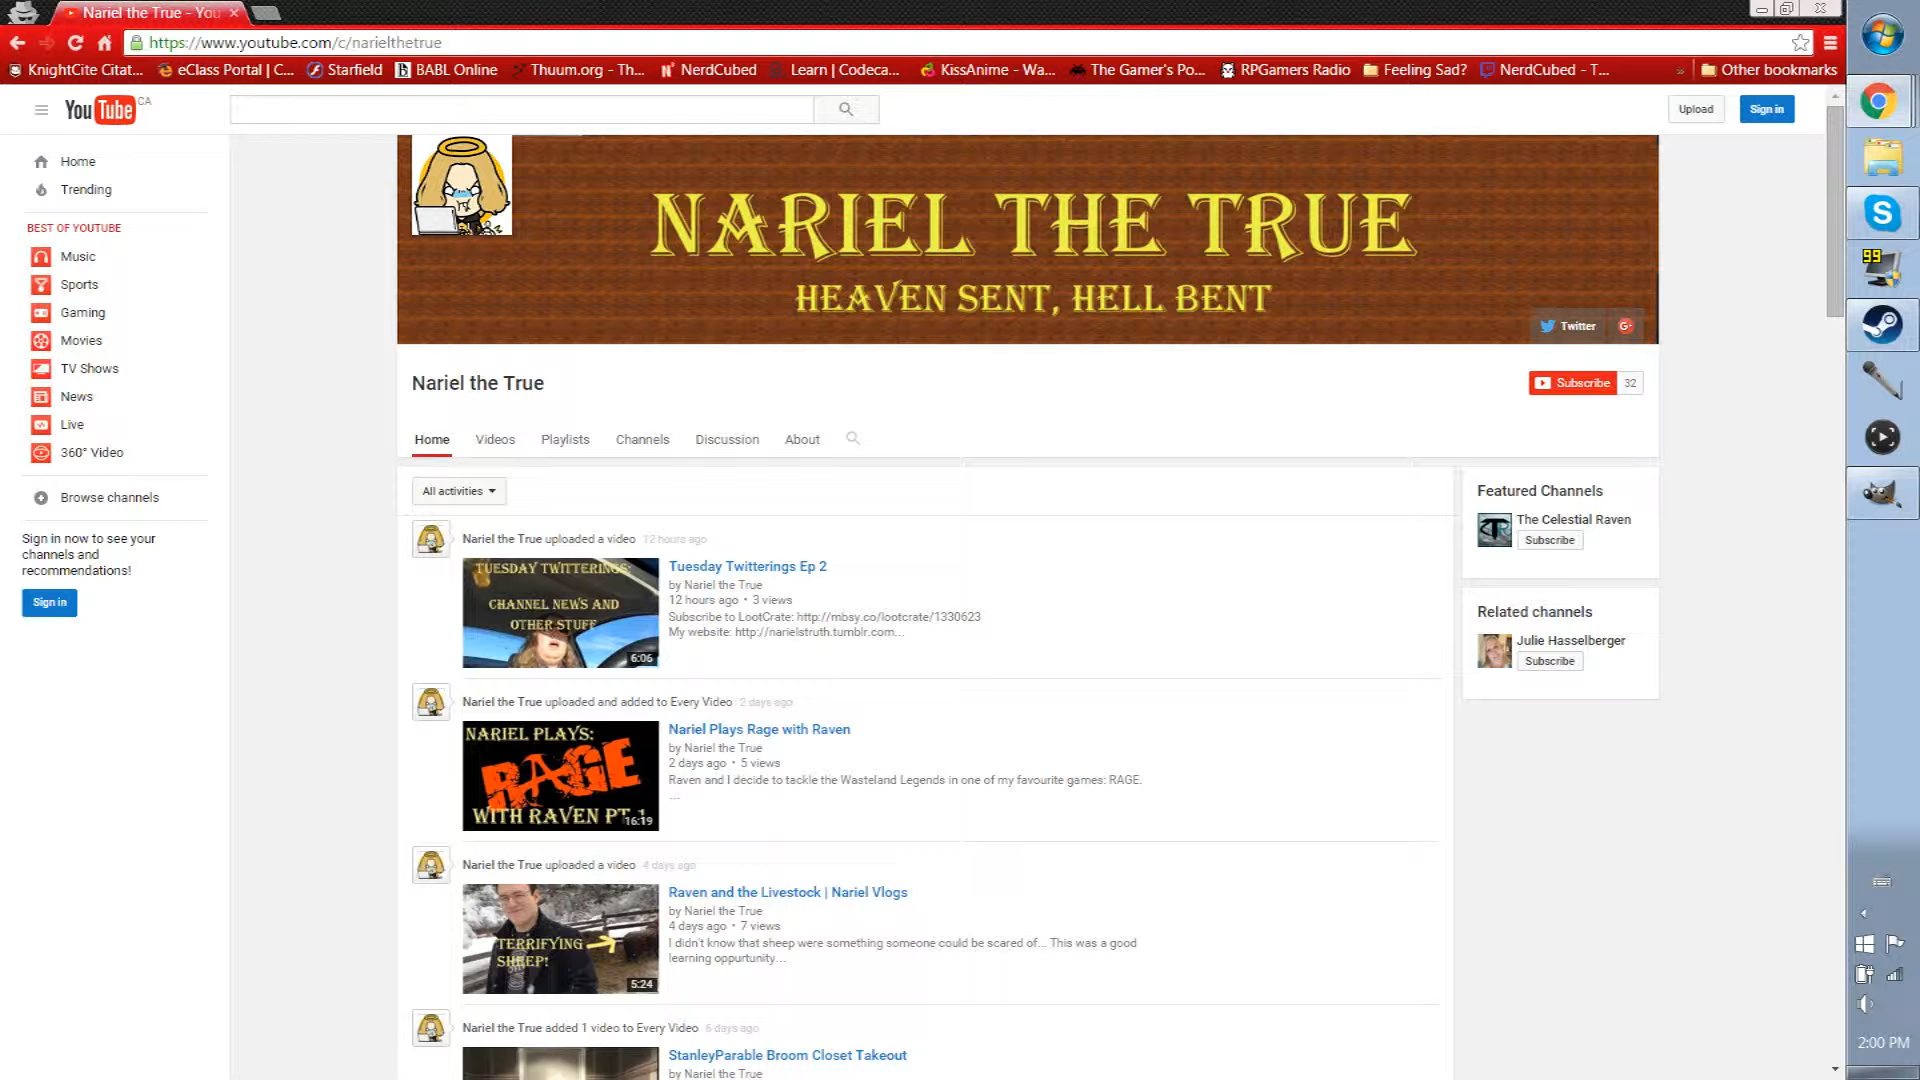 Nariel the True - You
https://www.youtube.com/c/narielthetrue
KnightCite Citat...
eClass Portal | C...
Starfield
BABL Online
Thuum.org - Th...
NerdCubed
Learn | Codeca...
KissAnime - Wa...
The Gamer's Po...
RPGamers Radio
Feeling Sad?
NerdCubed - T...
»
Other bookmarks
YouTube CA
Upload
Sign in
Home
Trending
BEST OF YOUTUBE
Music
Sports
Gaming
Movies
TV Shows
News
Live
360° Video
Browse channels
Sign in now to see your
channels and
recommendations!
Sign in
NARIEL THE TRUE
HEAVEN SENT, HELL BENT
Twitter
G+
Nariel the True
Subscribe 32
Home
Videos
Playlists
Channels
Discussion
About
All activities
Nariel the True uploaded a video 12 hours ago
TUESDAY TWITTERINGS:
CHANNEL NEWS AND
OTHER STUFF
6:06
Tuesday Twitterings Ep 2
by Nariel the True
12 hours ago • 3 views
Subscribe to LootCrate: http://mbsy.co/lootcrate/1330623
My website: http://narielstruth.tumblr.com...
Nariel the True uploaded and added to Every Video 2 days ago
NARIEL PLAYS:
RAGE
WITH RAVEN PT.1
16:19
Nariel Plays Rage with Raven
by Nariel the True
2 days ago • 5 views
Raven and I decide to tackle the Wasteland Legends in one of my favourite games: RAGE.
...
Nariel the True uploaded a video 4 days ago
TERRIFYING
SHEEP!
5:24
Raven and the Livestock | Nariel Vlogs
by Nariel the True
4 days ago • 7 views
I didn't know that sheep were something someone could be scared of... This was a good
learning oppurtunity...
Nariel the True added 1 video to Every Video 6 days ago
StanleyParable Broom Closet Takeout
by Nariel the True
Featured Channels
The Celestial Raven
Subscribe
Related channels
Julie Hasselberger
Subscribe
99
2:00 PM